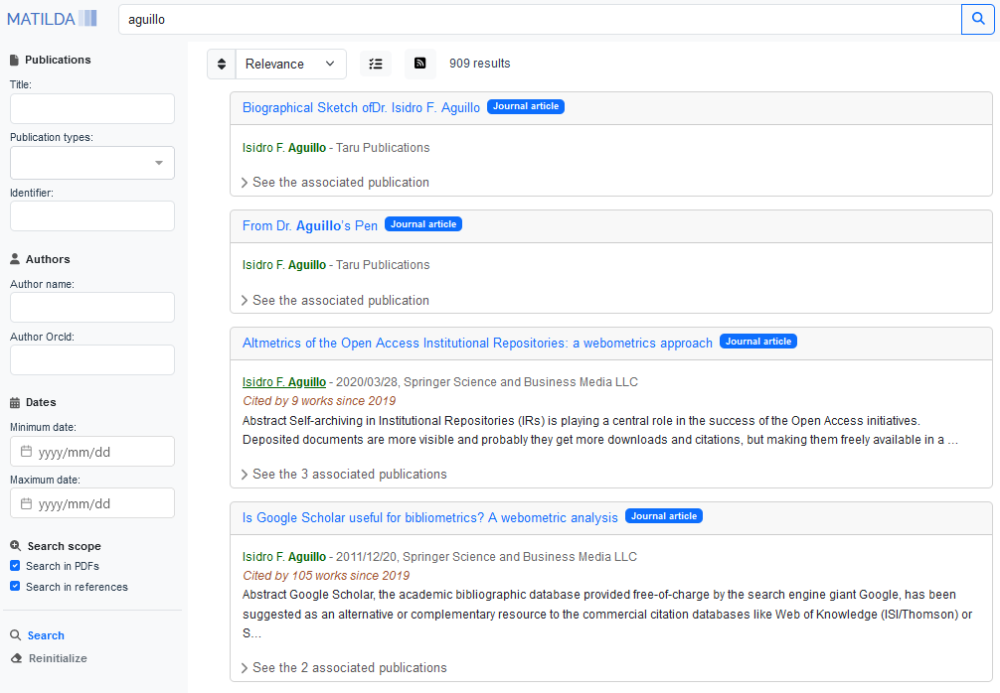 MATILDA
aguillo
Publications
Title:
Publication types:
Identifier:
Authors
Author name:
Author OrcId:
Dates
Minimum date:
yyyy/mm/dd
Maximum date:
yyyy/mm/dd
Search scope
Search in PDFs
Search in references
Search
Reinitialize
Relevance
909 results
Biographical Sketch ofDr. Isidro F. Aguillo Journal article
Isidro F. Aguillo - Taru Publications
See the associated publication
From Dr. Aguillo's Pen Journal article
Isidro F. Aguillo - Taru Publications
See the associated publication
Altmetrics of the Open Access Institutional Repositories: a webometrics approach Journal article
Isidro F. Aguillo - 2020/03/28, Springer Science and Business Media LLC
Cited by 9 works since 2019
Abstract Self-archiving in Institutional Repositories (IRs) is playing a central role in the success of the Open Access initiatives.
Deposited documents are more visible and probably they get more downloads and citations, but making them freely available in a ...
See the 3 associated publications
Is Google Scholar useful for bibliometrics? A webometric analysis Journal article
Isidro F. Aguillo - 2011/12/20, Springer Science and Business Media LLC
Cited by 105 works since 2019
Abstract Google Scholar, the academic bibliographic database provided free-of-charge by the search engine giant Google, has been
suggested as an alternative or complementary resource to the commercial citation databases like Web of Knowledge (ISI/Thomson) or
S...
See the 2 associated publications